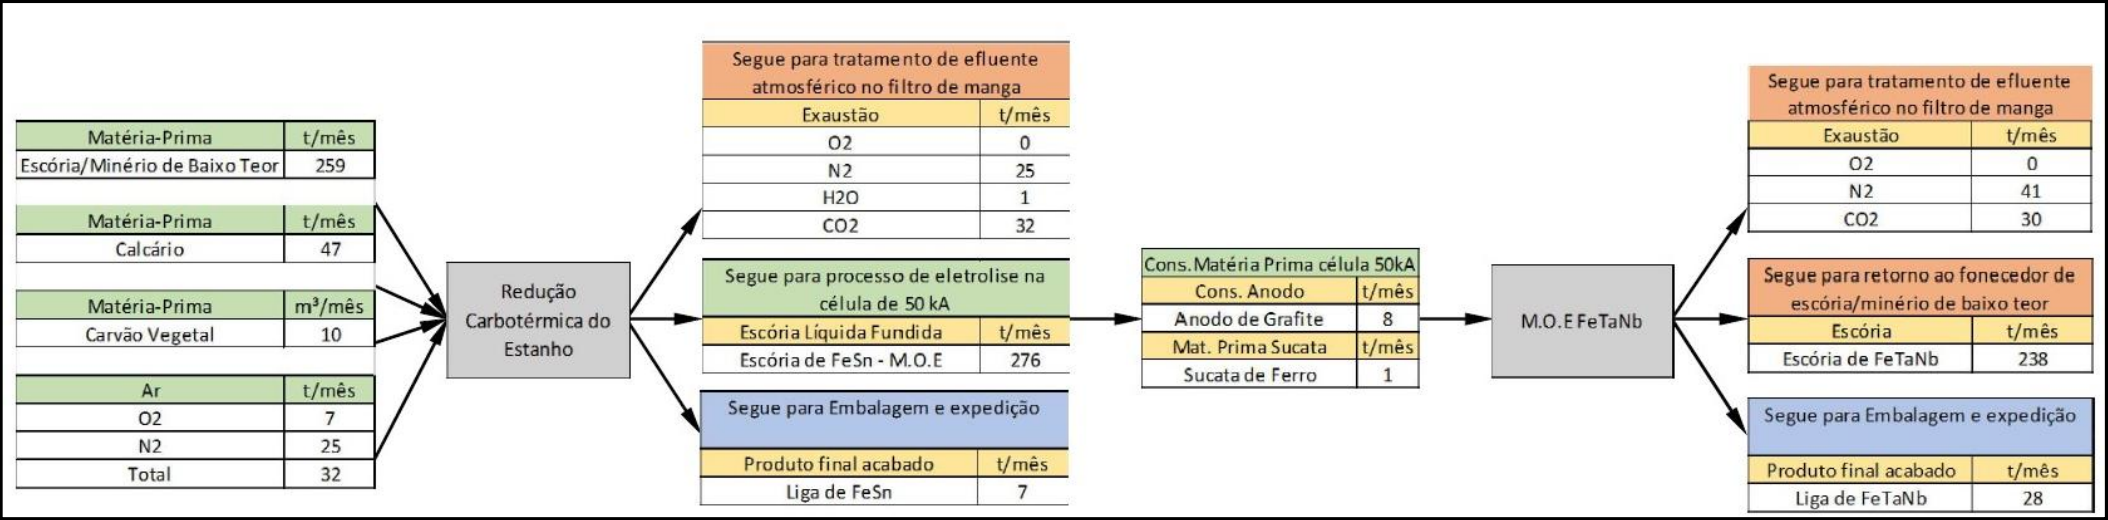 Matéria-Prima t/mês
Escória/Minério de Baixo Teor 259
Matéria-Prima t/mês
Calcário 47
Matéria-Prima m³/mês
Carvão Vegetal 10
Ar t/mês
O2 7
N2 25
Total 32
Redução
Carbotérmica do
Estanho
Segue para tratamento de efluente
atmosférico no filtro de manga
Exaustão t/mês
O2 0
N2 25
H2O 1
CO2 32
Segue para processo de eletrolise na
célula de 50 kA
Escória Líquida Fundida t/mês
Escória de FeSn - M.O.E 276
Segue para Embalagem e expedição
Produto final acabado t/mês
Liga de FeSn 7
Cons.Matéria Prima célula 50kA
Cons. Anodo t/mês
Anodo de Grafite 8
Mat. Prima Sucata t/mês
Sucata de Ferro 1
M.O.E FeTaNb
Segue para tratamento de efluente
atmosférico no filtro de manga
Exaustão t/mês
O2 0
N2 41
CO2 30
Segue para retorno ao fonecedor de
escória/minério de baixo teor
Escória t/mês
Escória de FeTaNb 238
Segue para Embalagem e expedição
Produto final acabado t/mês
Liga de FeTaNb 28